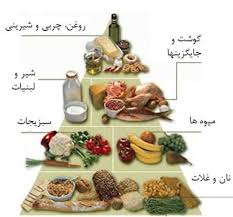 روغن، چربی و شیرینی
گوشت و
جایگزینها
شیر و
لبنیات
میوه ها
سبزیجات
نان و غلات